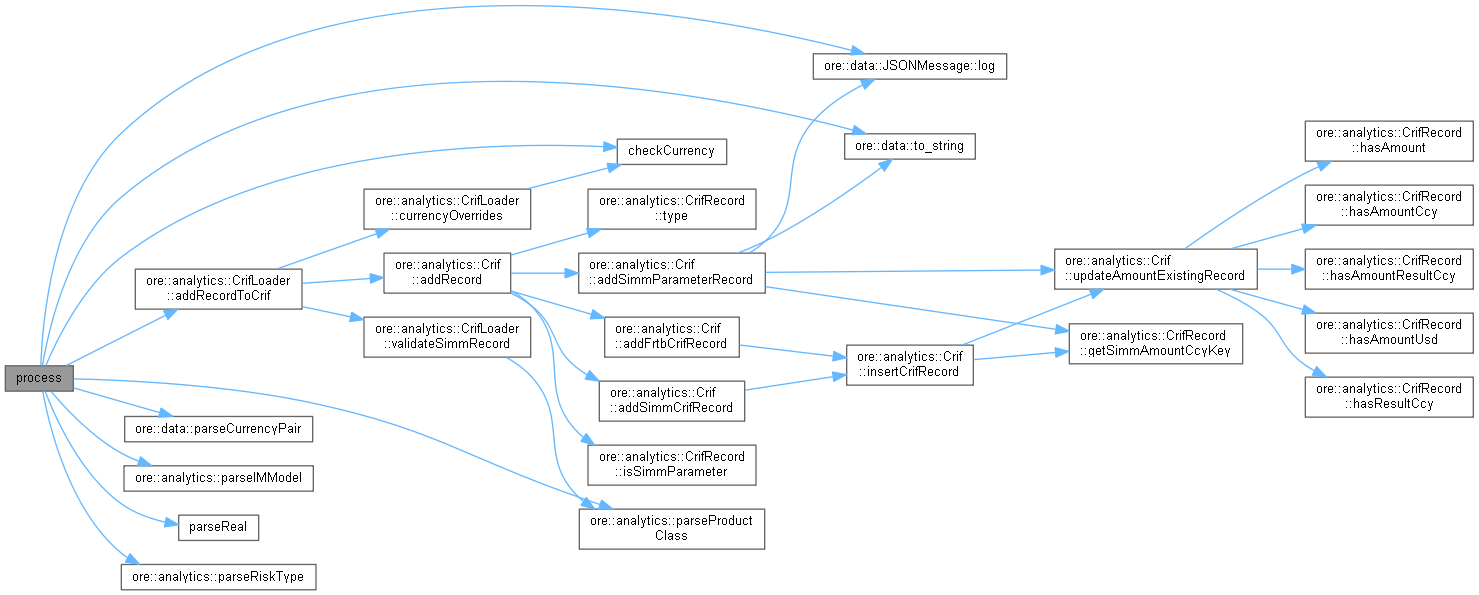 process
ore::analytics::CrifLoader
::addRecordToCrif
ore::data::parseCurrencyPair
ore::analytics::parseIMModel
parseReal
ore::analytics::parseRiskType
ore::analytics::CrifLoader
::currencyOverrides
ore::analytics::Crif
::addRecord
ore::analytics::CrifLoader
::validateSimmRecord
checkCurrency
ore::analytics::CrifRecord
::type
ore::analytics::Crif
::addSimmParameterRecord
ore::analytics::Crif
::addFrtbCrifRecord
ore::analytics::Crif
::addSimmCrifRecord
ore::analytics::CrifRecord
::isSimmParameter
ore::analytics::parseProduct
Class
ore::data::JSONMessage::log
ore::data::to_string
ore::analytics::Crif
::insertCrifRecord
ore::analytics::Crif
::updateAmountExistingRecord
ore::analytics::CrifRecord
::getSimmAmountCcyKey
ore::analytics::CrifRecord
::hasAmount
ore::analytics::CrifRecord
::hasAmountCcy
ore::analytics::CrifRecord
::hasAmountResultCcy
ore::analytics::CrifRecord
::hasAmountUsd
ore::analytics::CrifRecord
::hasResultCcy